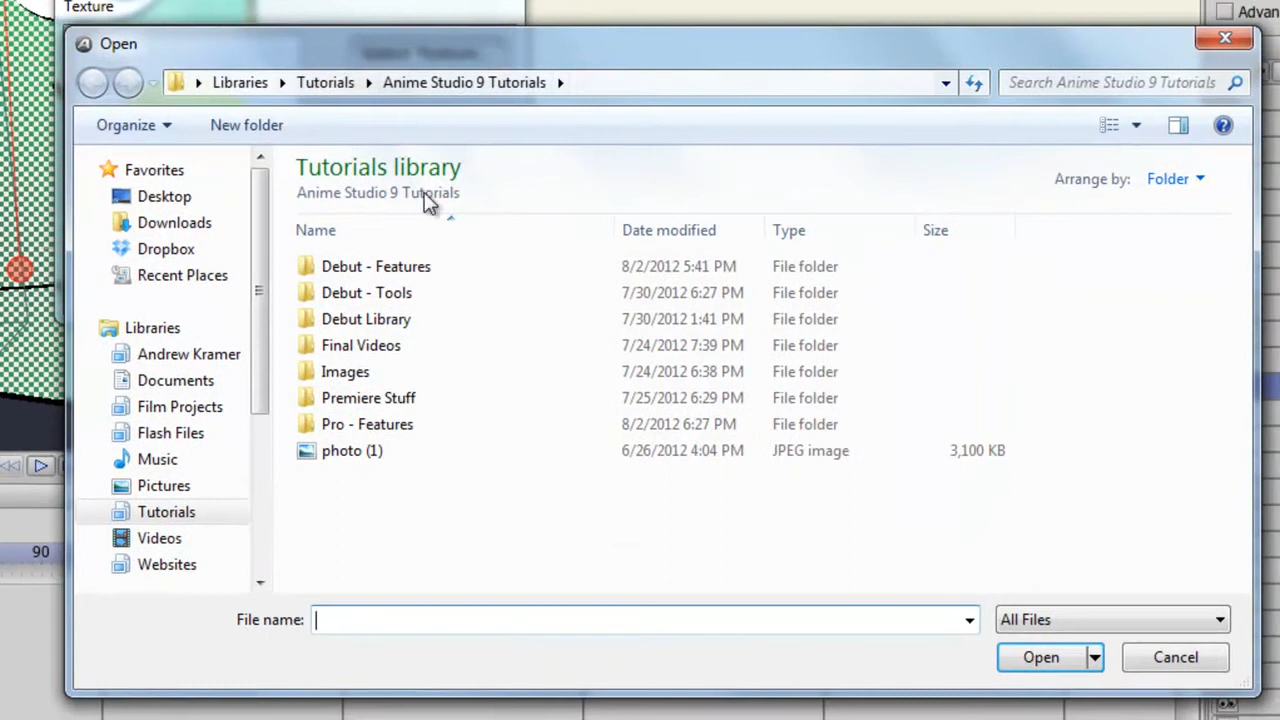 Texture
Advan
Open
Libraries Tutorials Anime Studio 9 Tutorials
Search Anime Studio 9 Tutorials
Organize New folder
Favorites
Desktop
Downloads
Dropbox
Recent Places
Libraries
Andrew Kramer
Documents
Film Projects
Flash Files
Music
Pictures
Tutorials
Videos
Websites
Tutorials library
Anime Studio 9 Tutorials
Arrange by: Folder
Name Date modified Type Size
Debut - Features 8/2/2012 5:41 PM File folder
Debut - Tools 7/30/2012 6:27 PM File folder
Debut Library 7/30/2012 1:41 PM File folder
Final Videos 7/24/2012 7:39 PM File folder
Images 7/24/2012 6:38 PM File folder
Premiere Stuff 7/25/2012 6:29 PM File folder
Pro - Features 8/2/2012 6:27 PM File folder
photo (1) 6/26/2012 4:04 PM JPEG image 3,100 KB
90
File name:
All Files
Open Cancel